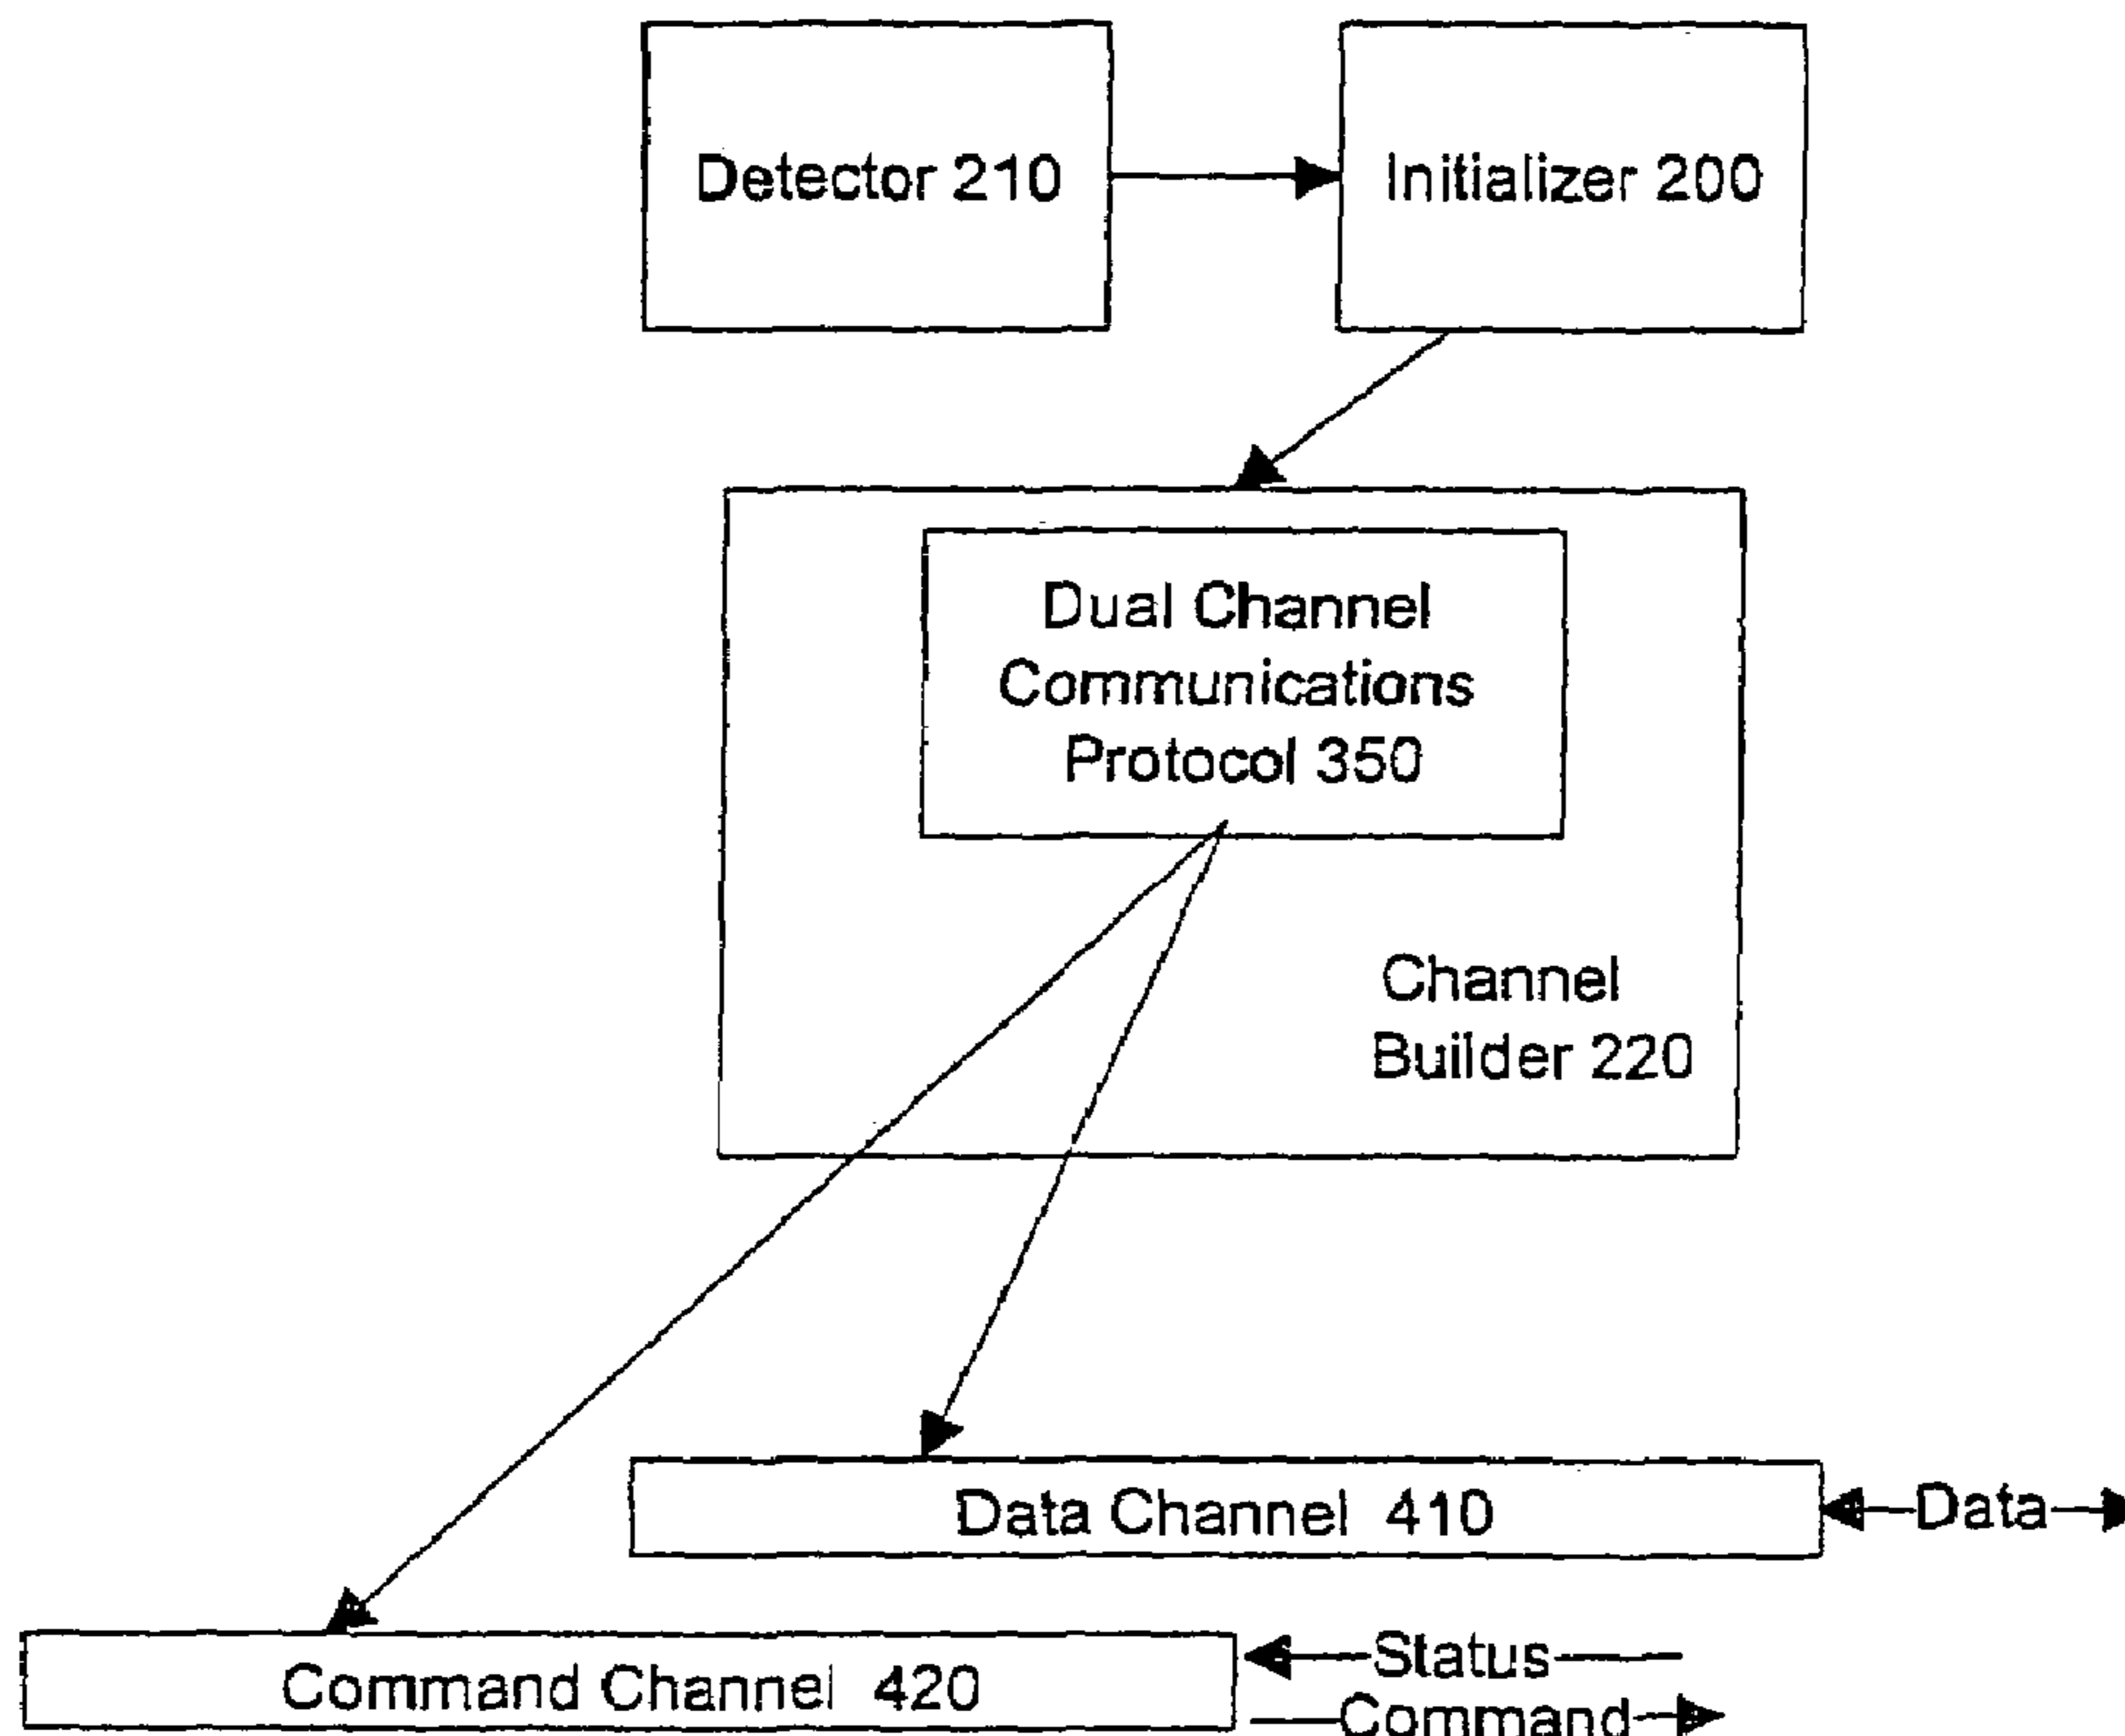 Detector 210
Initializer 200
Dual Channel
Communications
Protocol 350
Channel
Builder 220
Data Channel 410
Data
Command Channel 420
Status
Command